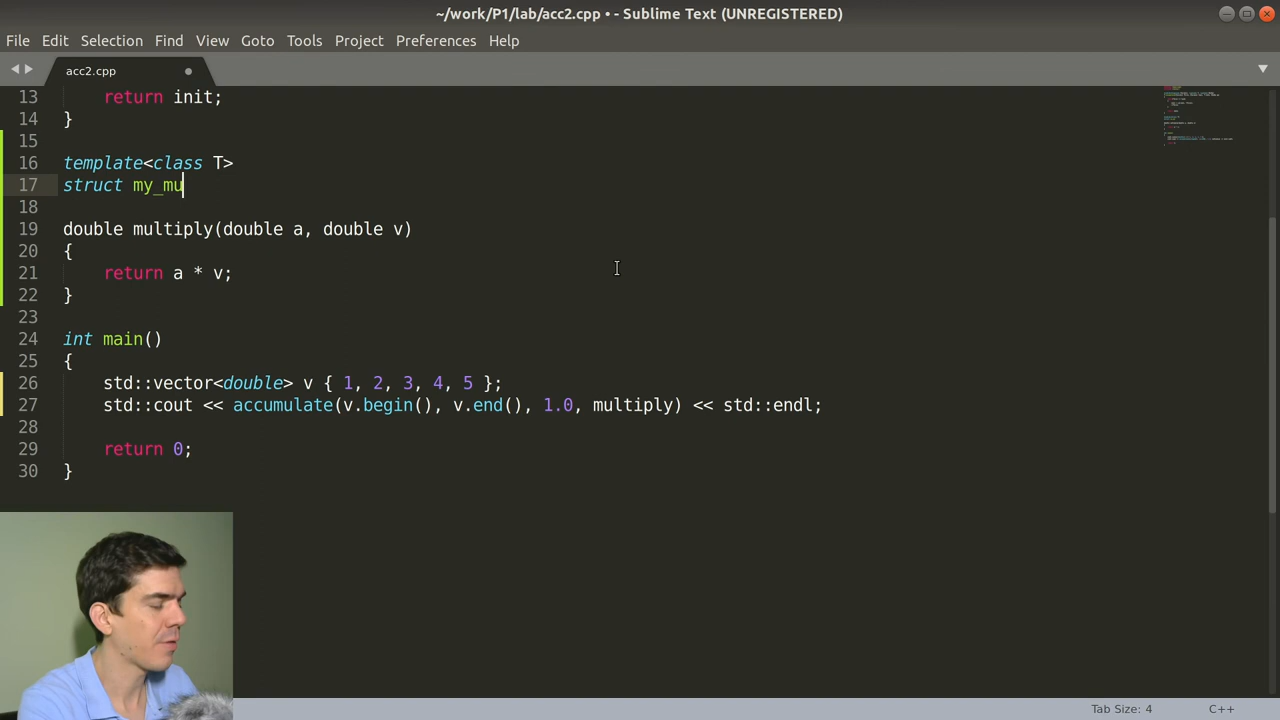 ~/work/P1/lab/acc2.cpp • - Sublime Text (UNREGISTERED)
File Edit Selection Find View Goto Tools Project Preferences Help
acc2.cpp
13 return init;
14 }
15
16 template<class T>
17 struct my_mu
18
19 double multiply(double a, double v)
20 {
21 return a * v;
22 }
23
24 int main()
25 {
26 std::vector<double> v { 1, 2, 3, 4, 5 };
27 std::cout << accumulate(v.begin(), v.end(), 1.0, multiply) << std::endl;
28
29 return 0;
30 }
Tab Size: 4 C++